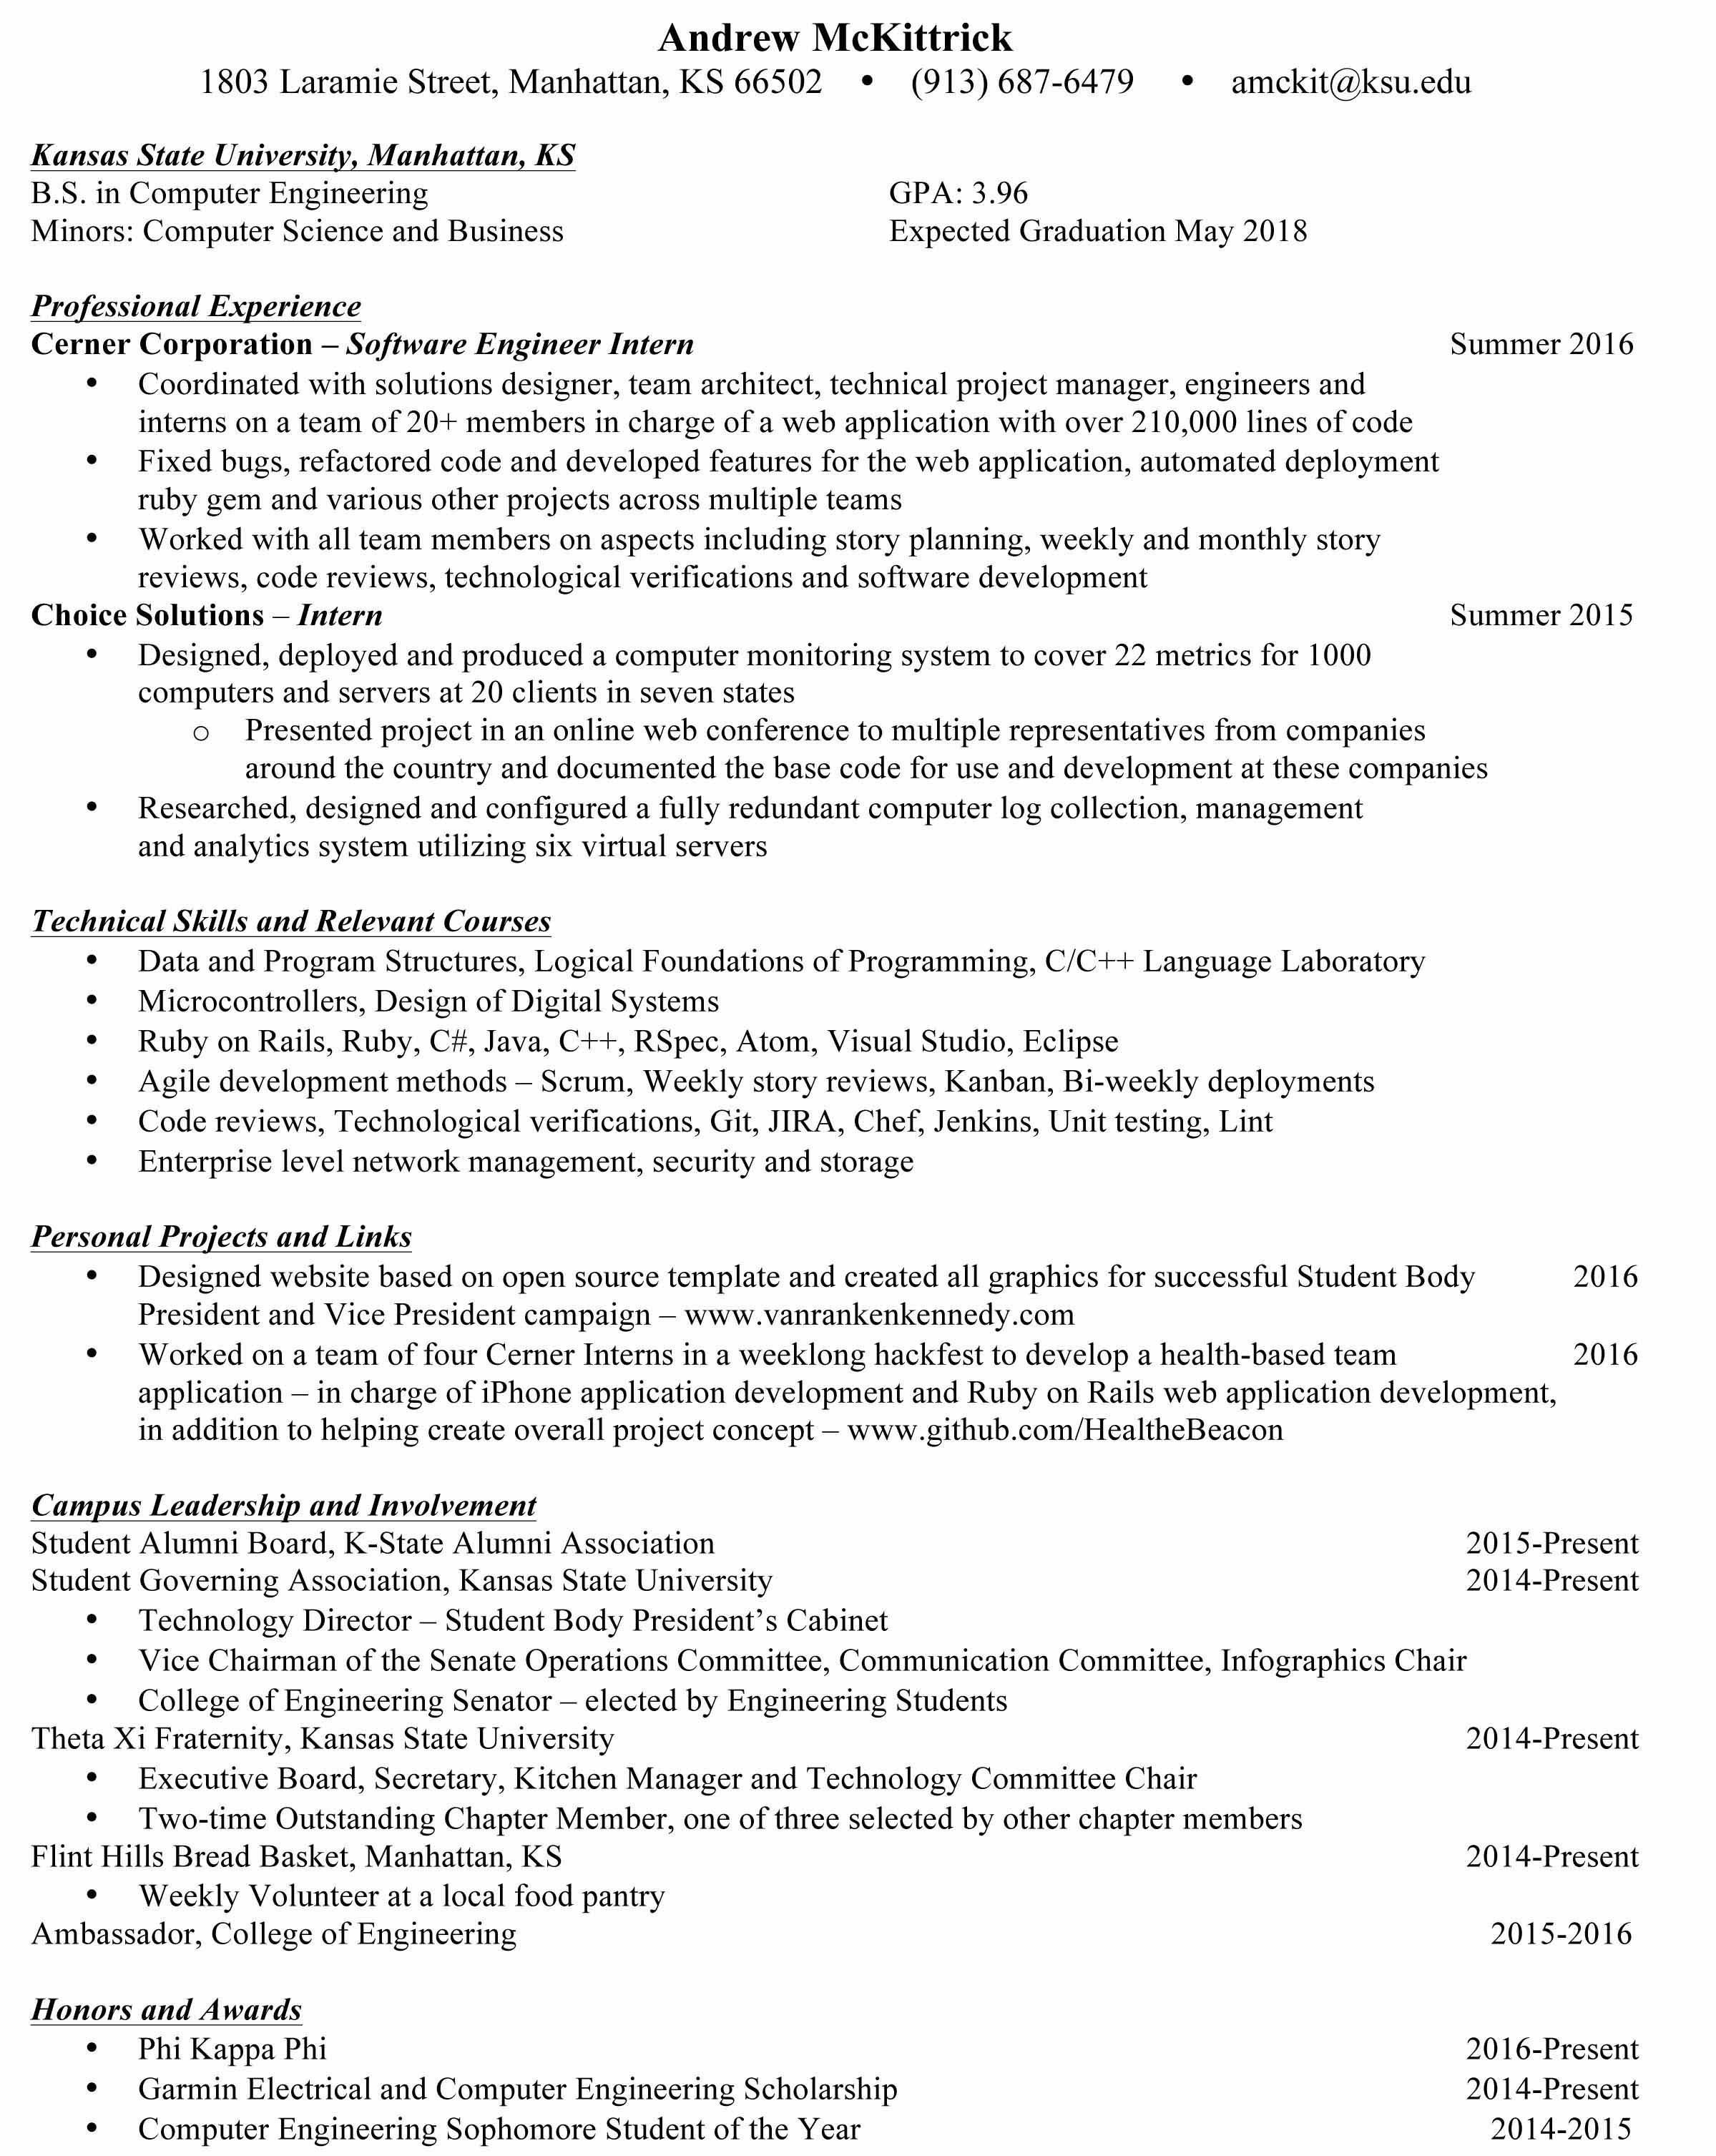 Andrew McKittrick
1803 Laramie Street, Manhattan, KS 66502 • (913) 687-6479 • amckit@ksu.edu
Kansas State University, Manhattan, KS
B.S. in Computer Engineering GPA: 3.96
Minors: Computer Science and Business Expected Graduation May 2018
Professional Experience
Cerner Corporation – Software Engineer Intern Summer 2016
• Coordinated with solutions designer, team architect, technical project manager, engineers and
interns on a team of 20+ members in charge of a web application with over 210,000 lines of code
• Fixed bugs, refactored code and developed features for the web application, automated deployment
ruby gem and various other projects across multiple teams
• Worked with all team members on aspects including story planning, weekly and monthly story
reviews, code reviews, technological verifications and software development
Choice Solutions – Intern Summer 2015
• Designed, deployed and produced a computer monitoring system to cover 22 metrics for 1000
computers and servers at 20 clients in seven states
o Presented project in an online web conference to multiple representatives from companies
around the country and documented the base code for use and development at these companies
• Researched, designed and configured a fully redundant computer log collection, management
and analytics system utilizing six virtual servers
Technical Skills and Relevant Courses
• Data and Program Structures, Logical Foundations of Programming, C/C++ Language Laboratory
• Microcontrollers, Design of Digital Systems
• Ruby on Rails, Ruby, C#, Java, C++, RSpec, Atom, Visual Studio, Eclipse
• Agile development methods – Scrum, Weekly story reviews, Kanban, Bi-weekly deployments
• Code reviews, Technological verifications, Git, JIRA, Chef, Jenkins, Unit testing, Lint
• Enterprise level network management, security and storage
Personal Projects and Links
• Designed website based on open source template and created all graphics for successful Student Body 2016
President and Vice President campaign – www.vanrankenkennedy.com
• Worked on a team of four Cerner Interns in a weeklong hackfest to develop a health-based team 2016
application – in charge of iPhone application development and Ruby on Rails web application development,
in addition to helping create overall project concept – www.github.com/HealtheBeacon
Campus Leadership and Involvement
Student Alumni Board, K-State Alumni Association 2015-Present
Student Governing Association, Kansas State University 2014-Present
• Technology Director – Student Body President’s Cabinet
• Vice Chairman of the Senate Operations Committee, Communication Committee, Infographics Chair
• College of Engineering Senator – elected by Engineering Students
Theta Xi Fraternity, Kansas State University 2014-Present
• Executive Board, Secretary, Kitchen Manager and Technology Committee Chair
• Two-time Outstanding Chapter Member, one of three selected by other chapter members
Flint Hills Bread Basket, Manhattan, KS 2014-Present
• Weekly Volunteer at a local food pantry
Ambassador, College of Engineering 2015-2016
Honors and Awards
• Phi Kappa Phi 2016-Present
• Garmin Electrical and Computer Engineering Scholarship 2014-Present
• Computer Engineering Sophomore Student of the Year 2014-2015